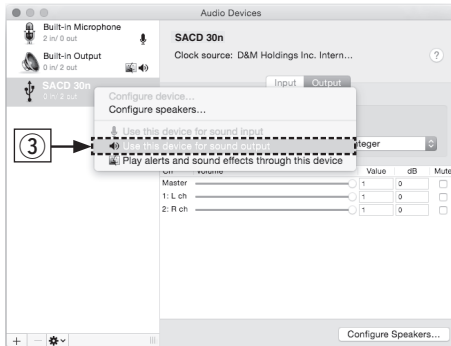 Audio Devices
Built-in Microphone
2 in/ 0 out
Built-in Output
0 in/ 2 out
SACD 30n
0 in/ 2 out
SACD 30n
Clock source: D&M Holdings Inc. Intern...
?
Input Output
Configure device...
Configure speakers...
Use this device for sound input
③ Use this device for sound output
Play alerts and sound effects through this device
teger
Ch Volume Value dB Mute
Master 1 0
1: L ch 1 0
2: R ch 1 0
Configure Speakers...